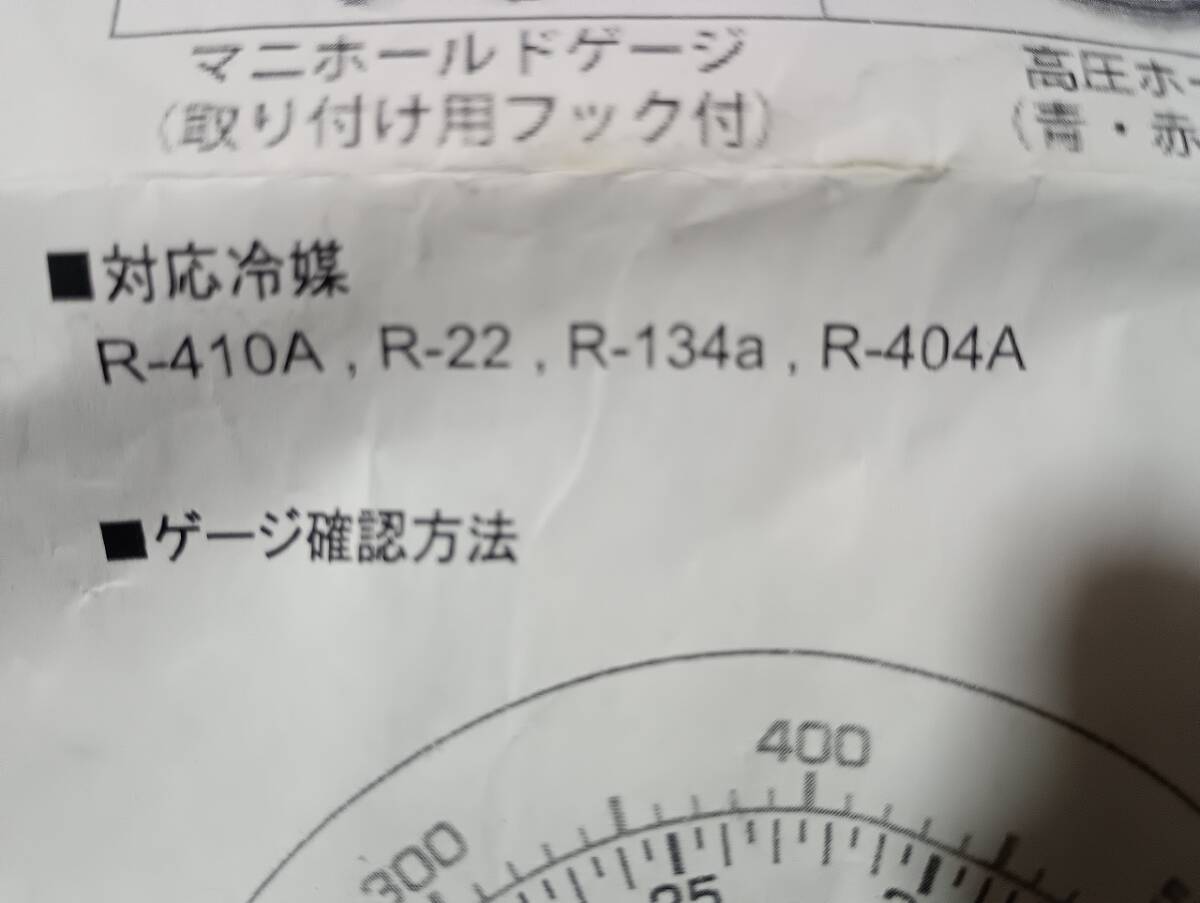 マニホールドゲージ
(取り付け用フック付)
高圧ホー
(青・赤
■対応冷媒
R-410A , R-22 , R-134a , R-404A
■ゲージ確認方法
400
300
25